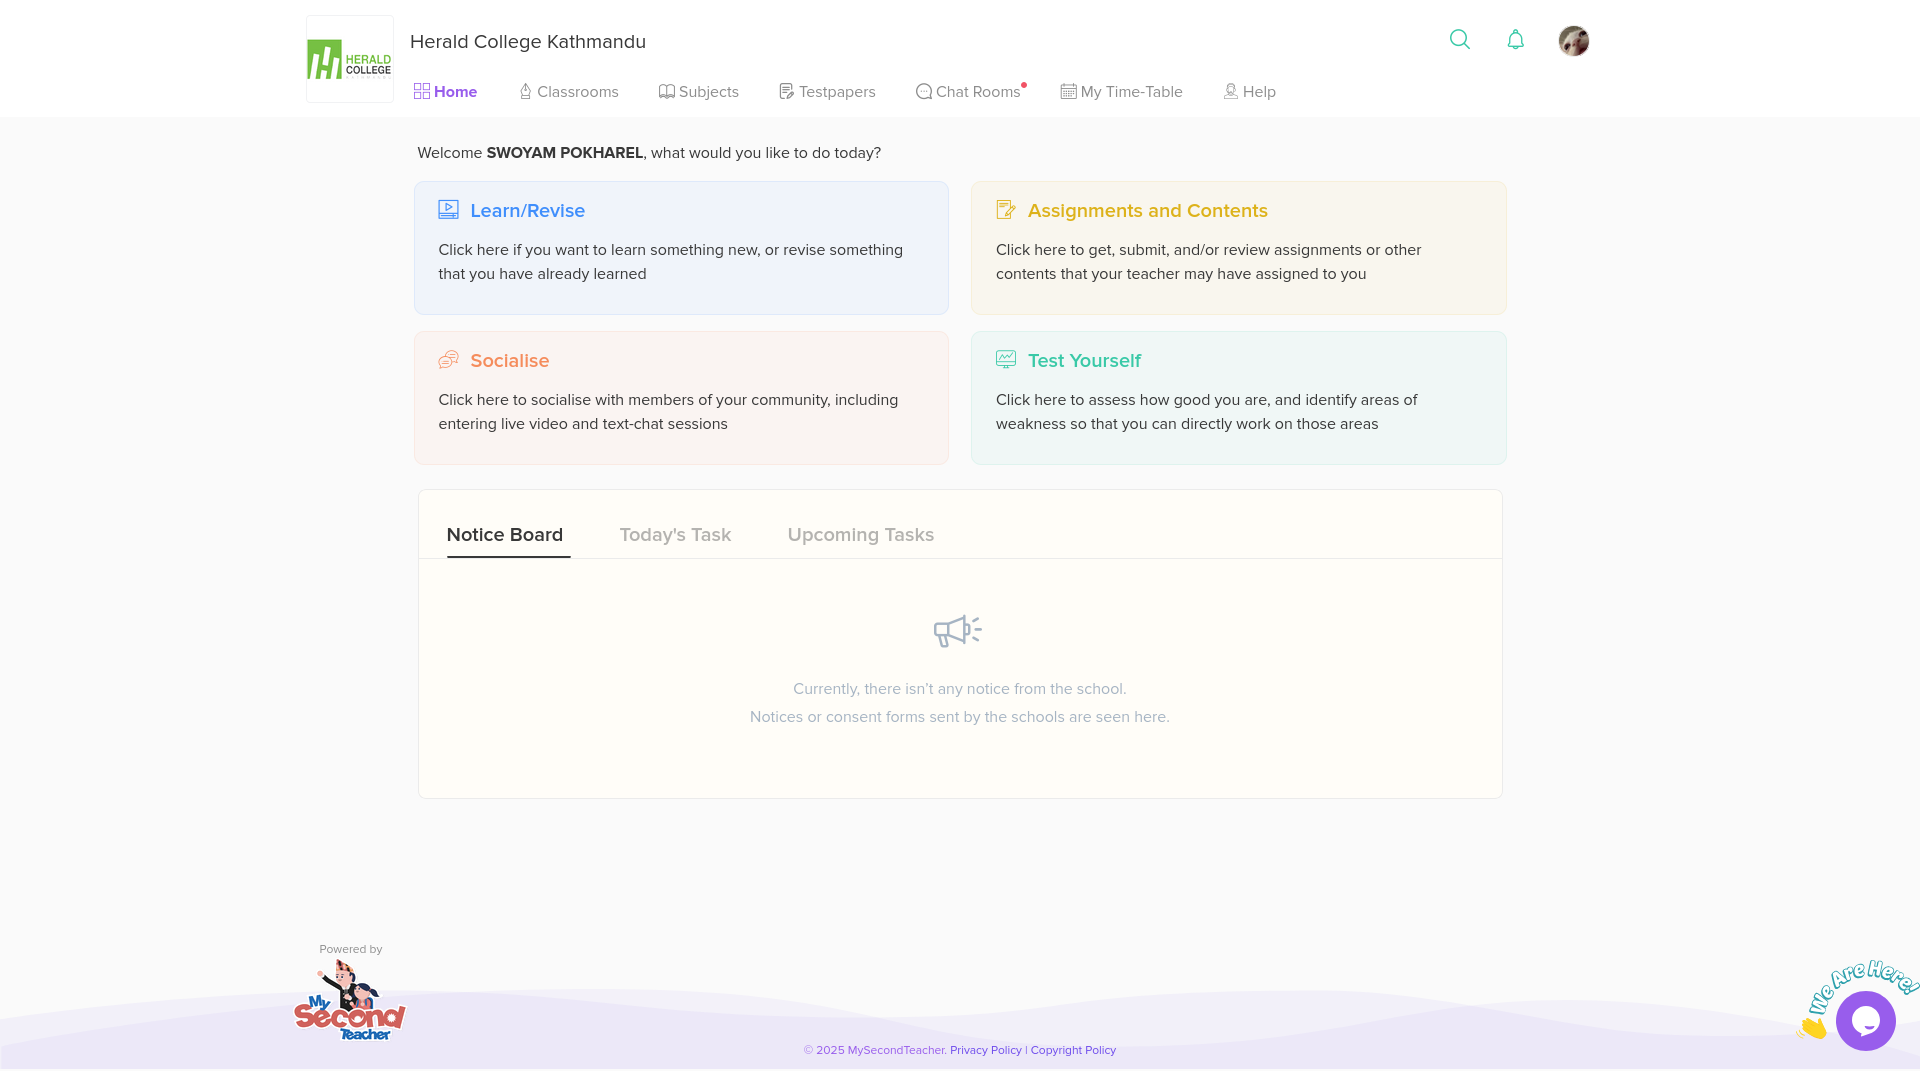 HERALD
COLLEGE
Herald College Kathmandu
Home
Classrooms
Subjects
Testpapers
Chat Rooms
My Time-Table
Help
Welcome SWOYAM POKHAREL, what would you like to do today?
Learn/Revise
Click here if you want to learn something new, or revise something
that you have already learned
Assignments and Contents
Click here to get, submit, and/or review assignments or other
contents that your teacher may have assigned to you
Socialise
Click here to socialise with members of your community, including
entering live video and text-chat sessions
Test Yourself
Click here to assess how good you are, and identify areas of
weakness so that you can directly work on those areas
Notice Board
Today's Task
Upcoming Tasks
Currently, there isn’t any notice from the school.
Notices or consent forms sent by the schools are seen here.
Powered by
My
Second
Teacher
We Are Here!
© 2025 MySecondTeacher. Privacy Policy | Copyright Policy